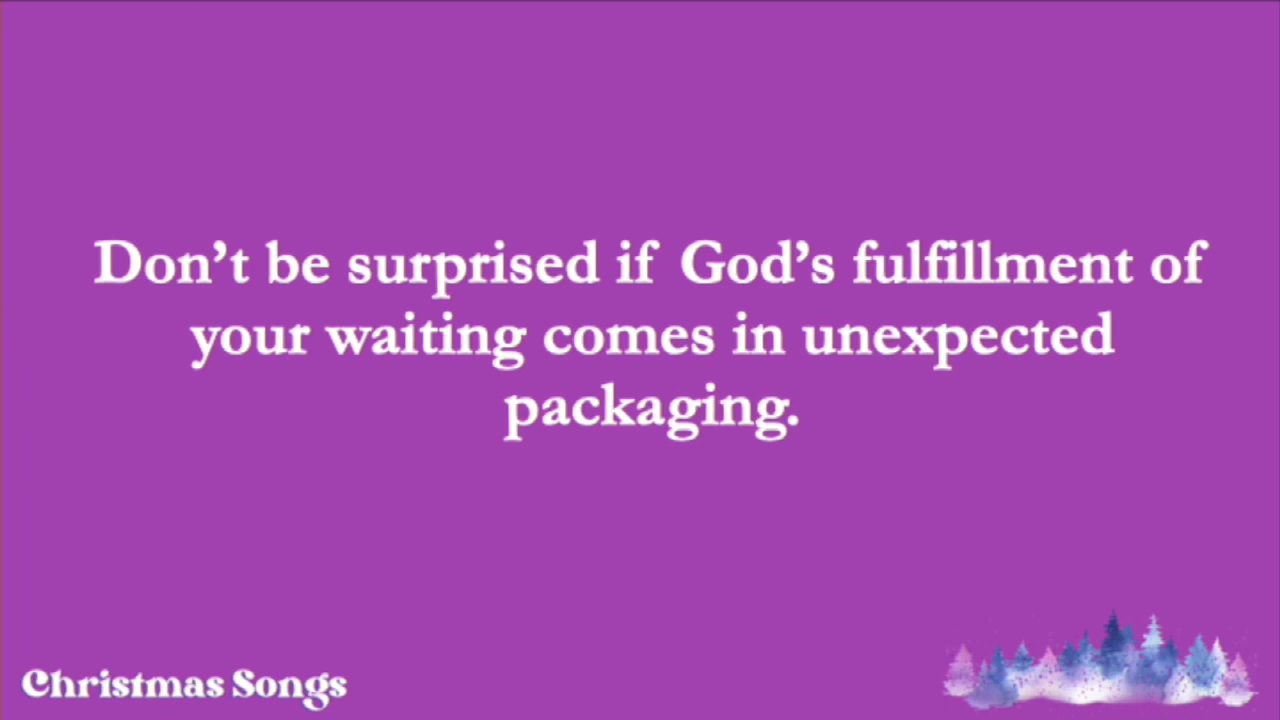 Don’t be surprised if God’s fulfillment of
your waiting comes in unexpected
packaging.
Christmas Songs